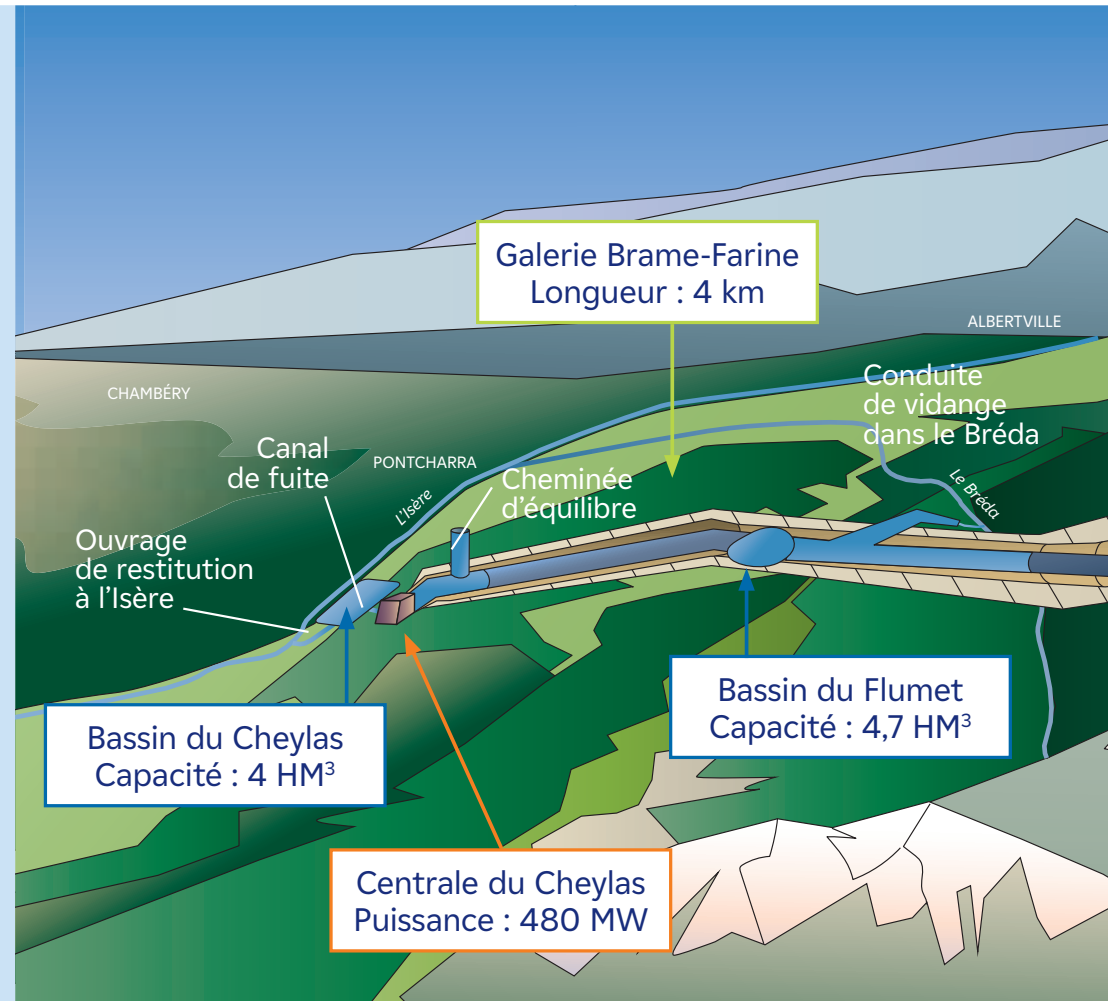 Galerie Brame-Farine
Longueur : 4 km
ALBERTVILLE
CHAMBÉRY
Conduite
de vidange
dans le Bréda
Canal
de fuite
PONTCHARRA
L'Isère
Cheminée
d'équilibre
Le Bréda
Ouvrage
de restitution
à l'Isère
Bassin du Flumet
Capacité : 4,7 HM³
Bassin du Cheylas
Capacité : 4 HM³
Centrale du Cheylas
Puissance : 480 MW